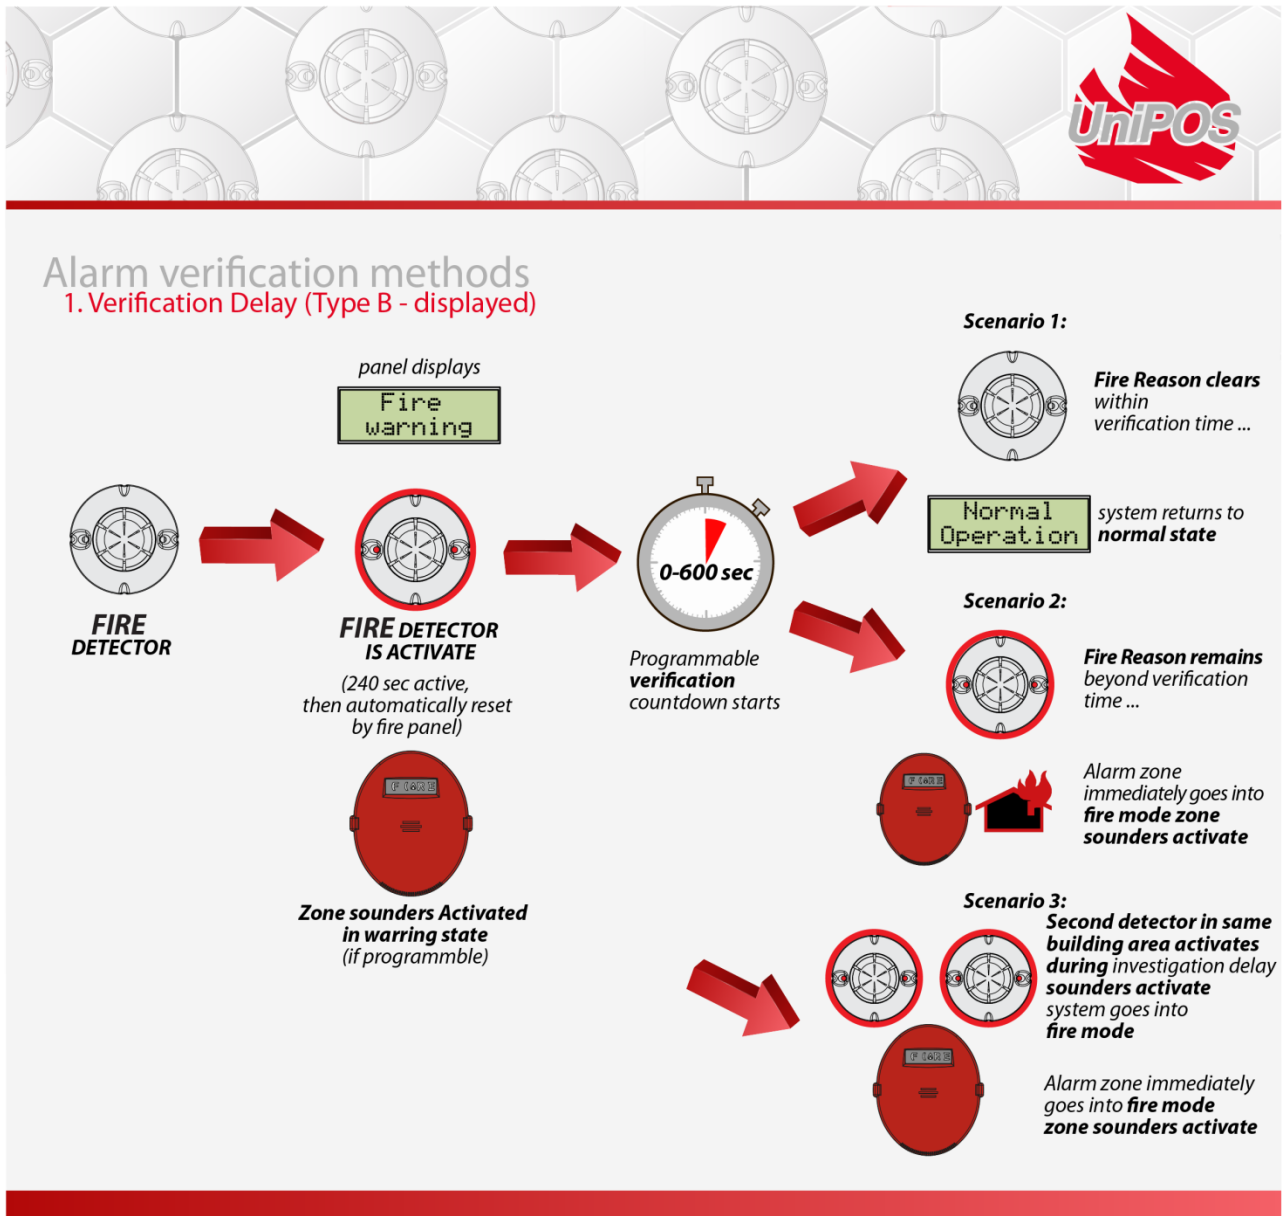 UniPOS
Alarm verification methods
1. Verification Delay (Type B - displayed)
panel displays
Fire
warning
FIRE
DETECTOR
FIRE DETECTOR
IS ACTIVATE
(240 sec active,
then automatically reset
by fire panel)
FIRE
Zone sounders Activated
in warring state
(if programmble)
0-600 sec
Programmable
verification
countdown starts
Scenario 1:
Fire Reason clears
within
verification time ...
Normal
Operation
system returns to
normal state
Scenario 2:
Fire Reason remains
beyond verification
time ...
FIRE
Alarm zone
immediately goes into
fire mode zone
sounders activate
Scenario 3:
Second detector in same
building area activates
during investigation delay
sounders activate
system goes into
fire mode
FIRE
Alarm zone immediately
goes into fire mode
zone sounders activate